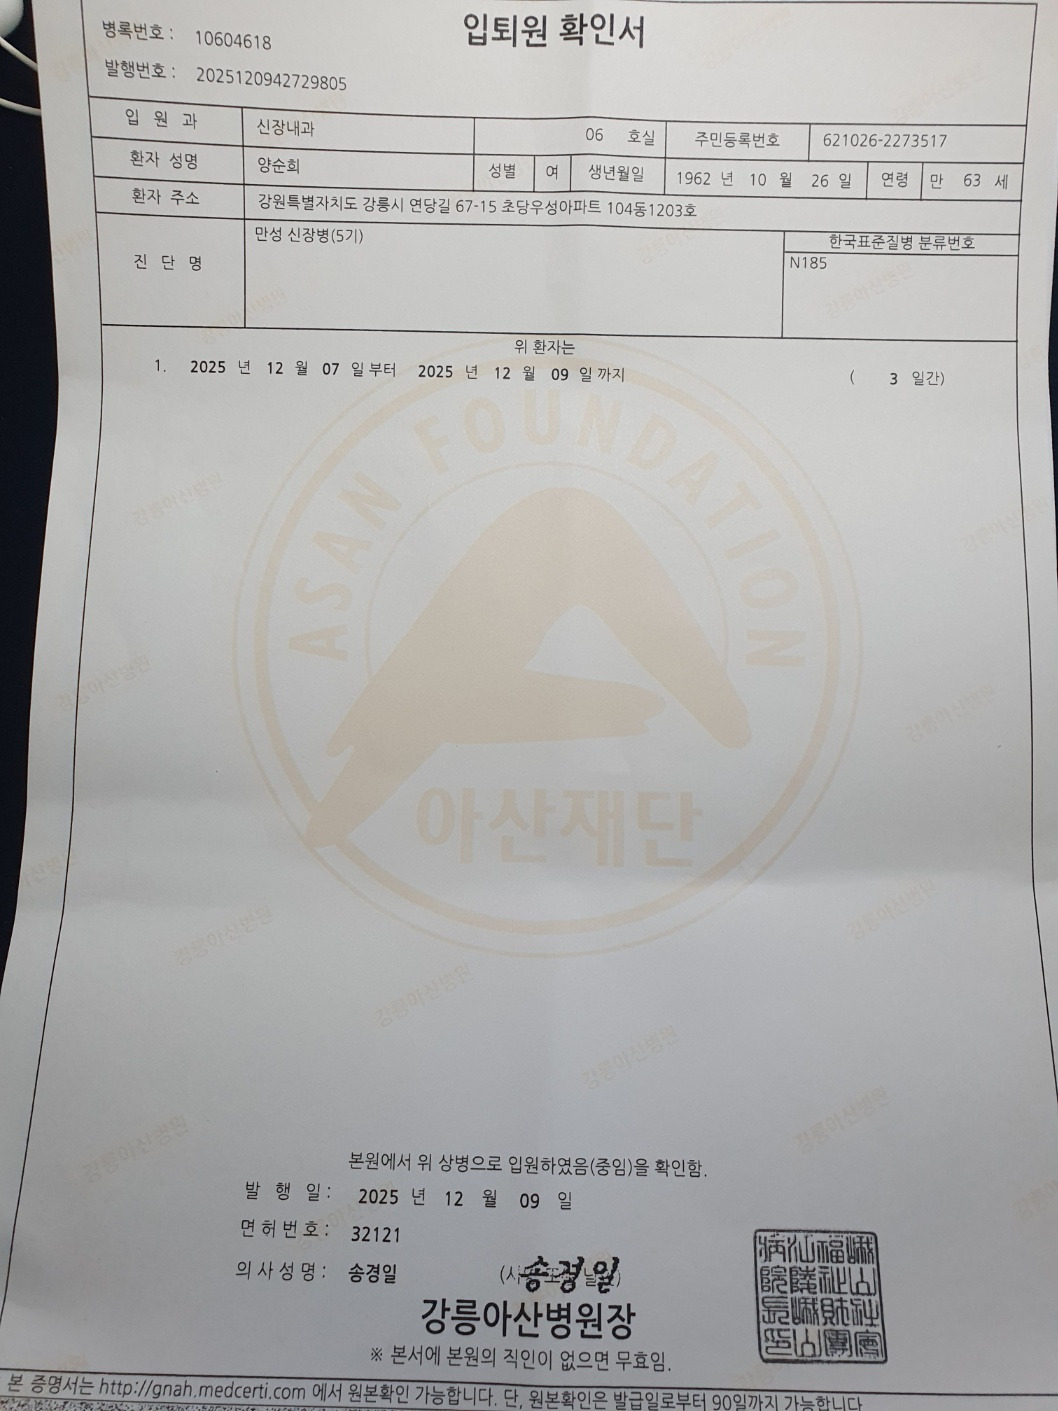 입퇴원 확인서
병록번호 : 10604618
발행번호 : 2025120942729805
입 원 과 신장내과 06 호실 주민등록번호 621026-2273517
환자 성명 양순희 성별 여 생년월일 1962 년 10 월 26 일 연령 만 63 세
환자 주소 강원특별자치도 강릉시 연당길 67-15 초당우성아파트 104동1203호
진 단 명 만성 신장병(5기) 한국표준질병 분류번호
N185
위 환자는
1. 2025 년 12 월 07 일 부터 2025 년 12 월 09 일 까지 ( 3 일간)
ASAN FOUNDATION
아산재단
강릉아산병원
본원에서 위 상병으로 입원하였음(중임)을 확인함.
발 행 일 : 2025 년 12 월 09 일
면 허 번 호 : 32121
의 사 성 명 : 송경일 송경일
강릉아산병원장
※ 본서에 본원의 직인이 없으면 무효임.
본 증명서는 http://gnah.medcerti.com 에서 원본확인 가능합니다. 단, 원본확인은 발급일로부터 90일까지 가능합니다